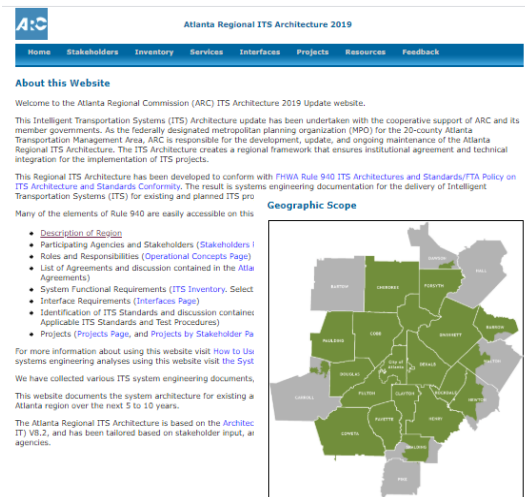 ARC
Atlanta Regional ITS Architecture 2019
Home Stakeholders Inventory Services Interfaces Projects Resources Feedback
About this Website
Welcome to the Atlanta Regional Commission (ARC) ITS Architecture 2019 Update website.
This Intelligent Transportation Systems (ITS) Architecture update has been undertaken with the cooperative support of ARC and its
member governments. As the federally designated metropolitan planning organization (MPO) for the 20-county Atlanta
Transportation Management Area, ARC is responsible for the development, update, and ongoing maintenance of the Atlanta
Regional ITS Architecture. The ITS Architecture creates a regional framework that ensures institutional agreement and technical
integration for the implementation of ITS projects.
This Regional ITS Architecture has been developed to conform with FHWA Rule 940 ITS Architectures and Standards/FTA Policy on
ITS Architecture and Standards Conformity. The result is systems engineering documentation for the delivery of Intelligent
Transportation Systems (ITS) for existing and planned ITS pro
Many of the elements of Rule 940 are easily accessible on this
Description of Region
Participating Agencies and Stakeholders (Stakeholders
Roles and Responsibilities (Operational Concepts Page)
List of Agreements and discussion contained in the Atla
Agreements)
System Functional Requirements (ITS Inventory. Select
Interface Requirements (Interfaces Page)
Identification of ITS Standards and discussion contained
Applicable ITS Standards and Test Procedures)
Projects (Projects Page, and Projects by Stakeholder Pa
For more information about using this website visit How to Us
systems engineering analyses using this website visit the Syst
We have collected various ITS system engineering documents,
This website documents the system architecture for existing a
Atlanta region over the next 5 to 10 years.
The Atlanta Regional ITS Architecture is based on the Architec
IT) V8.2, and has been tailored based on stakeholder input, a
agencies.
Geographic Scope
HALL
BARTOW
CHEROKEE
FORSYTH
BARROW
PAULDING
COBB
GWINNETT
City of
Atlanta
DEKALB
WALTON
DOUGLAS
CARROLL
FULTON
CLAYTON
ROCKDALE
NEWTON
FAYETTE
HENRY
COWETA
SPALDING
PIKE